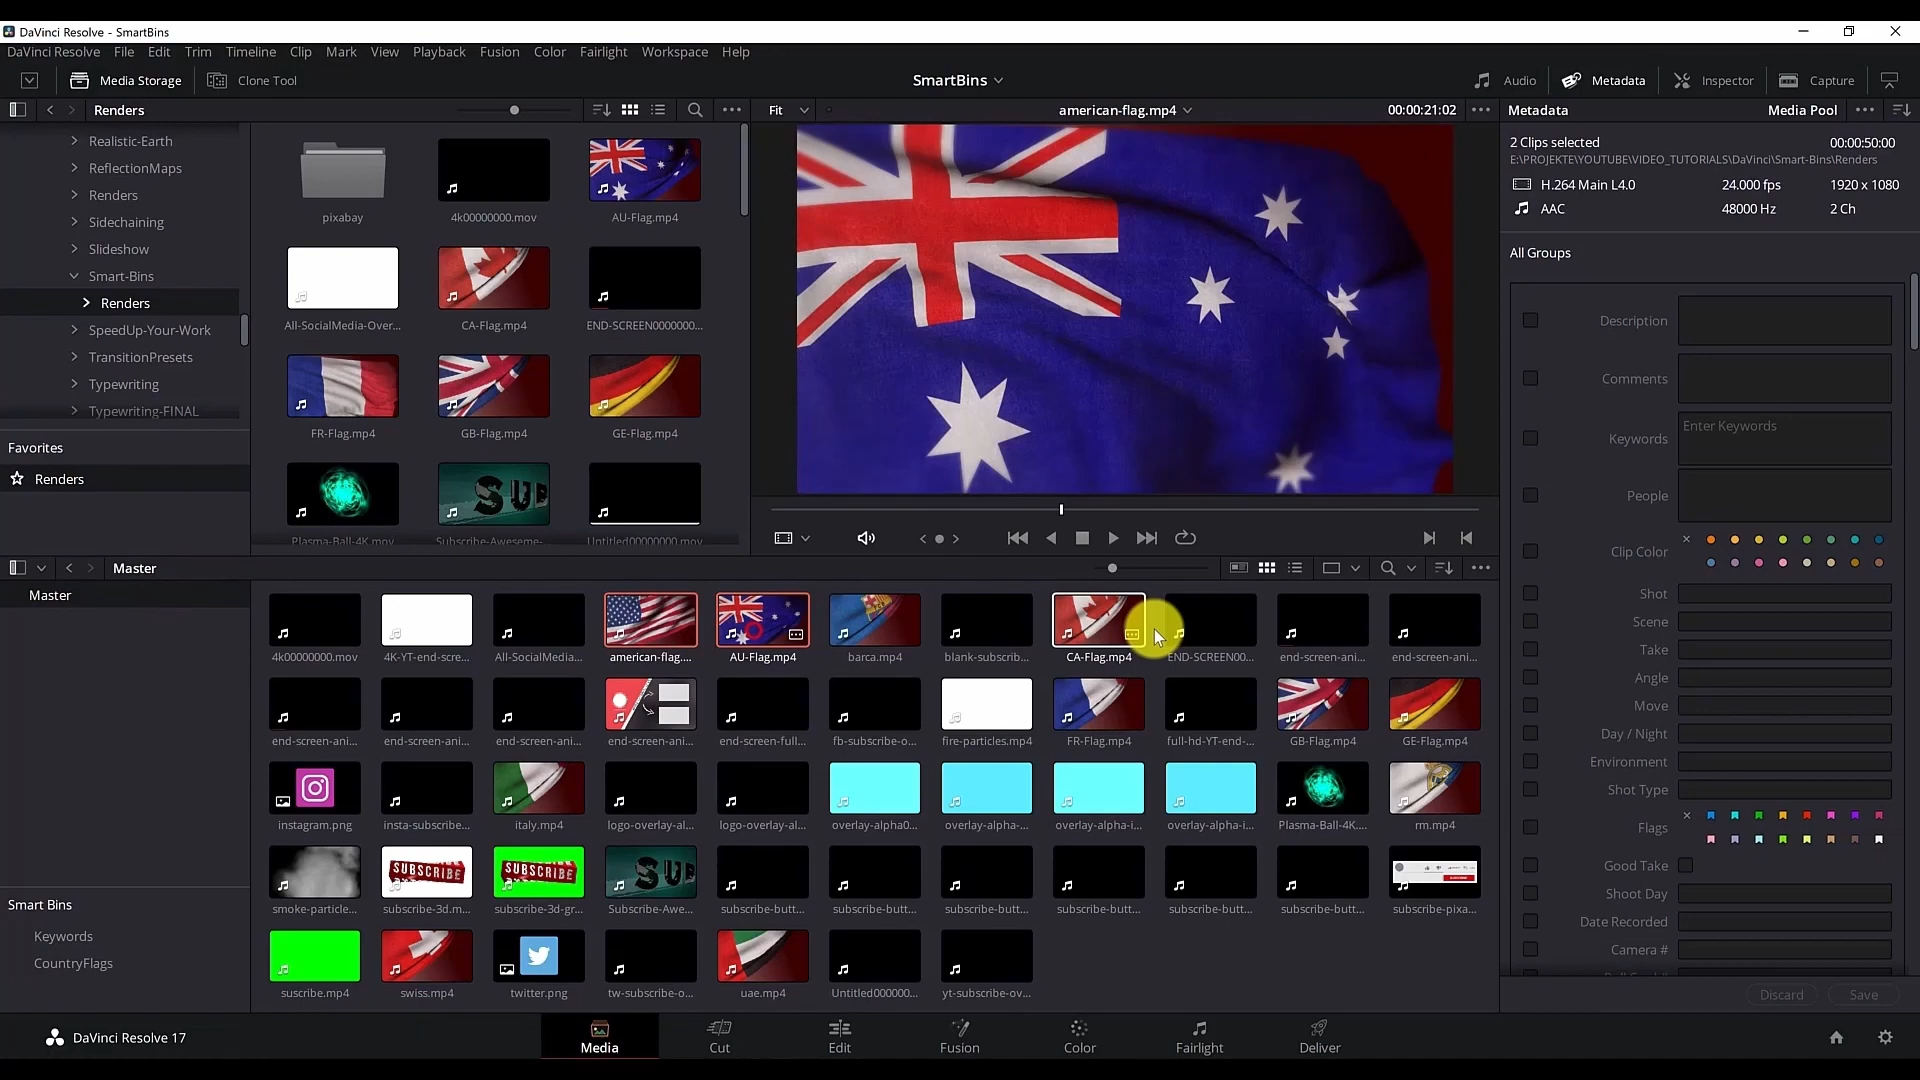 DaVinci Resolve - SmartBins
DaVinci Resolve File Edit Trim Timeline Clip Mark View Playback Fusion Color Fairlight Workspace Help
Media Storage Clone Tool SmartBins Audio Metadata Inspector Capture
Renders Fit american-flag.mp4 00:00:21:02 Metadata Media Pool
Realistic-Earth
ReflectionMaps
Renders
Sidechaining
Slideshow
Smart-Bins
Renders
SpeedUp-Your-Work
TransitionPresets
Typewriting
Typewriting-FINAL
Favorites
Renders
pixabay 4k00000000.mov AU-Flag.mp4
All-SocialMedia-Over... CA-Flag.mp4 END-SCREEN0000000...
FR-Flag.mp4 GB-Flag.mp4 GE-Flag.mp4
SUB
Plasma-Ball-4K.mov Subscribe-Aweseme-... Untitled00000000.mov
2 Clips selected 00:00:50:00
E:\PROJEKTE\YOUTUBE\VIDEO_TUTORIALS\DaVinci\Smart-Bins\Renders
H.264 Main L4.0 24.000 fps 1920 x 1080
AAC 48000 Hz 2 Ch
All Groups
Description
Comments
Keywords Enter Keywords
People
Clip Color
Shot
Scene
Take
Angle
Move
Day / Night
Environment
Shot Type
Flags
Good Take
Shoot Day
Date Recorded
Camera #
Discard Save
Master
Master
4k00000000.mov 4K-YT-end-scre... All-SocialMedia... american-flag.... AU-Flag.mp4 barca.mp4 blank-subscrib... CA-Flag.mp4 END-SCREEN00... end-screen-ani... end-screen-ani...
end-screen-ani... end-screen-ani... end-screen-ani... end-screen-ani... end-screen-full... fb-subscribe-o... fire-particles.mp4 FR-Flag.mp4 full-hd-YT-end-... GB-Flag.mp4 GE-Flag.mp4
instagram.png insta-subscribe... italy.mp4 logo-overlay-al... logo-overlay-al... overlay-alpha0... overlay-alpha-... overlay-alpha-i... overlay-alpha-i... Plasma-Ball-4K.... rm.mp4
SUBSCRIBE SUBSCRIBE SUB
smoke-particle... subscribe-3d.m... subscribe-3d-gr... Subscribe-Awe... subscribe-butt... subscribe-butt... subscribe-butt... subscribe-butt... subscribe-butt... subscribe-butt... subscribe-pixa...
suscribe.mp4 swiss.mp4 twitter.png tw-subscribe-o... uae.mp4 Untitled000000... yt-subscribe-ov...
Smart Bins
Keywords
CountryFlags
DaVinci Resolve 17 Media Cut Edit Fusion Color Fairlight Deliver